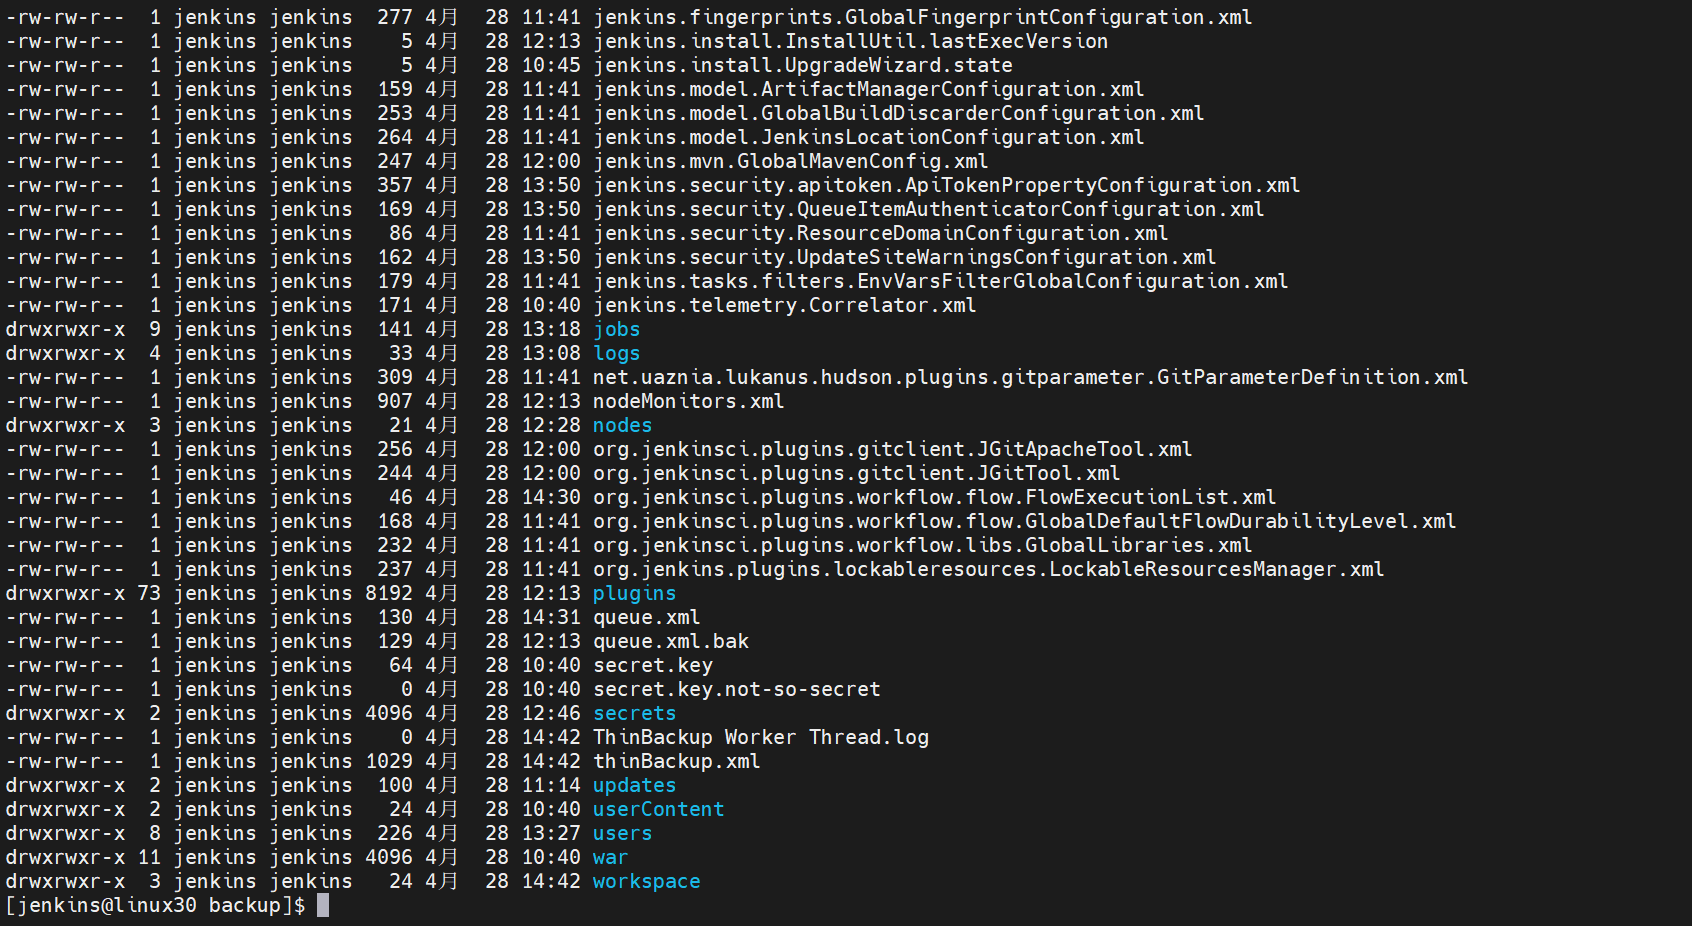 -rw-rw-r--  1 jenkins jenkins  277 4月  28 11:41 jenkins.fingerprints.GlobalFingerprintConfiguration.xml
-rw-rw-r--  1 jenkins jenkins    5 4月  28 12:13 jenkins.install.InstallUtil.lastExecVersion
-rw-rw-r--  1 jenkins jenkins    5 4月  28 10:45 jenkins.install.UpgradeWizard.state
-rw-rw-r--  1 jenkins jenkins  159 4月  28 11:41 jenkins.model.ArtifactManagerConfiguration.xml
-rw-rw-r--  1 jenkins jenkins  253 4月  28 11:41 jenkins.model.GlobalBuildDiscarderConfiguration.xml
-rw-rw-r--  1 jenkins jenkins  264 4月  28 11:41 jenkins.model.JenkinsLocationConfiguration.xml
-rw-rw-r--  1 jenkins jenkins  247 4月  28 12:00 jenkins.mvn.GlobalMavenConfig.xml
-rw-rw-r--  1 jenkins jenkins  357 4月  28 13:50 jenkins.security.apitoken.ApiTokenPropertyConfiguration.xml
-rw-rw-r--  1 jenkins jenkins  169 4月  28 13:50 jenkins.security.QueueItemAuthenticatorConfiguration.xml
-rw-rw-r--  1 jenkins jenkins   86 4月  28 11:41 jenkins.security.ResourceDomainConfiguration.xml
-rw-rw-r--  1 jenkins jenkins  162 4月  28 13:50 jenkins.security.UpdateSiteWarningsConfiguration.xml
-rw-rw-r--  1 jenkins jenkins  179 4月  28 11:41 jenkins.tasks.filters.EnvVarsFilterGlobalConfiguration.xml
-rw-rw-r--  1 jenkins jenkins  171 4月  28 10:40 jenkins.telemetry.Correlator.xml
drwxrwxr-x  9 jenkins jenkins  141 4月  28 13:18 jobs
drwxrwxr-x  4 jenkins jenkins   33 4月  28 13:08 logs
-rw-rw-r--  1 jenkins jenkins  309 4月  28 11:41 net.uaznia.lukanus.hudson.plugins.gitparameter.GitParameterDefinition.xml
-rw-rw-r--  1 jenkins jenkins  907 4月  28 12:13 nodeMonitors.xml
drwxrwxr-x  3 jenkins jenkins   21 4月  28 12:28 nodes
-rw-rw-r--  1 jenkins jenkins  256 4月  28 12:00 org.jenkinsci.plugins.gitclient.JGitApacheTool.xml
-rw-rw-r--  1 jenkins jenkins  244 4月  28 12:00 org.jenkinsci.plugins.gitclient.JGitTool.xml
-rw-rw-r--  1 jenkins jenkins   46 4月  28 14:30 org.jenkinsci.plugins.workflow.flow.FlowExecutionList.xml
-rw-rw-r--  1 jenkins jenkins  168 4月  28 11:41 org.jenkinsci.plugins.workflow.flow.GlobalDefaultFlowDurabilityLevel.xml
-rw-rw-r--  1 jenkins jenkins  232 4月  28 11:41 org.jenkinsci.plugins.workflow.libs.GlobalLibraries.xml
-rw-rw-r--  1 jenkins jenkins  237 4月  28 11:41 org.jenkins.plugins.lockableresources.LockableResourcesManager.xml
drwxrwxr-x 73 jenkins jenkins 8192 4月  28 12:13 plugins
-rw-rw-r--  1 jenkins jenkins  130 4月  28 14:31 queue.xml
-rw-rw-r--  1 jenkins jenkins  129 4月  28 12:13 queue.xml.bak
-rw-rw-r--  1 jenkins jenkins   64 4月  28 10:40 secret.key
-rw-rw-r--  1 jenkins jenkins    0 4月  28 10:40 secret.key.not-so-secret
drwxrwxr-x  2 jenkins jenkins 4096 4月  28 12:46 secrets
-rw-rw-r--  1 jenkins jenkins    0 4月  28 14:42 ThinBackup Worker Thread.log
-rw-rw-r--  1 jenkins jenkins 1029 4月  28 14:42 thinBackup.xml
drwxrwxr-x  2 jenkins jenkins  100 4月  28 11:14 updates
drwxrwxr-x  2 jenkins jenkins   24 4月  28 10:40 userContent
drwxrwxr-x  8 jenkins jenkins  226 4月  28 13:27 users
drwxrwxr-x 11 jenkins jenkins 4096 4月  28 10:40 war
drwxrwxr-x  3 jenkins jenkins   24 4月  28 14:42 workspace
[jenkins@linux30 backup]$